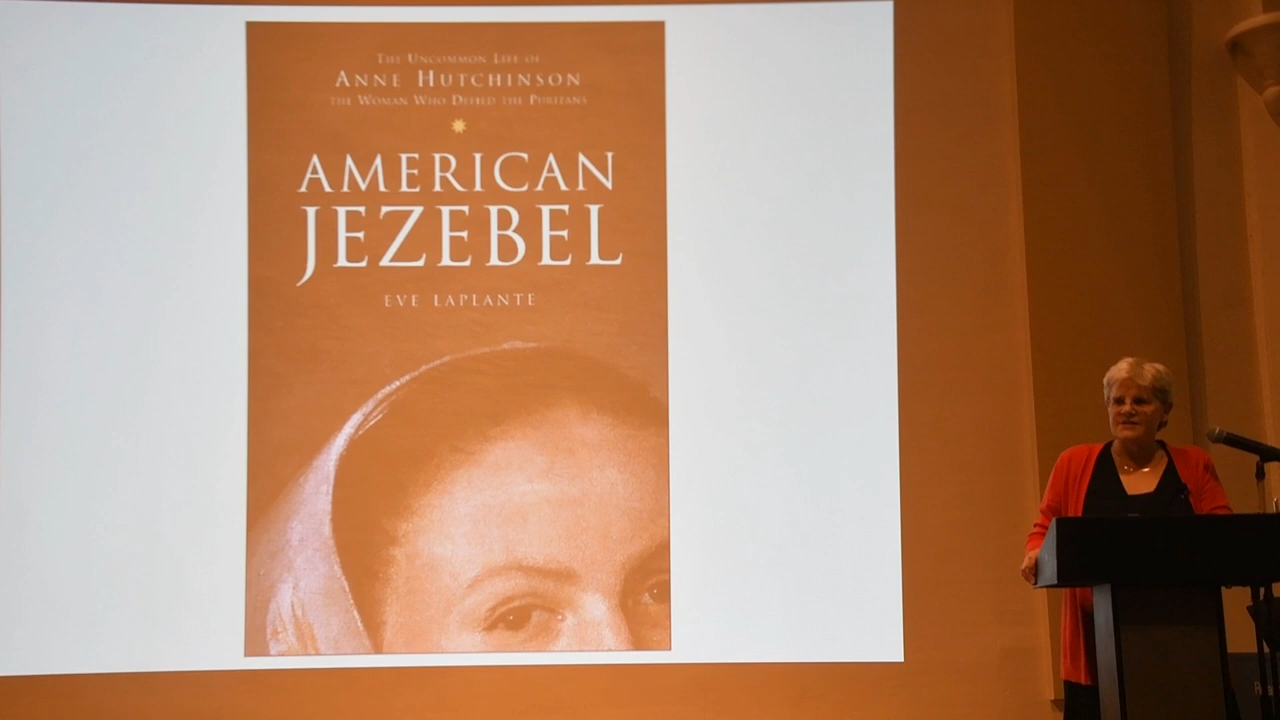 THE UNCOMMON LIFE OF
ANNE HUTCHINSON
THE WOMAN WHO DEFIED THE PURITANS
AMERICAN
JEZEBEL
EVE LAPLANTE